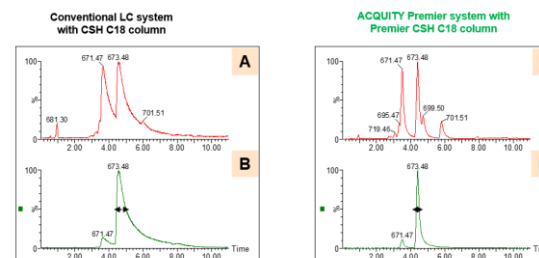 Conventional LC system
with CSH C18 column
A
100
671.47
673.48
%
681.30
701.51
2.00 4.00 6.00 8.00 10.00
B
100
673.48
%
671.47
0
Time
2.00 4.00 6.00 8.00 10.00
ACQUITY Premier system with
Premier CSH C18 column
100
671.47
673.48
%
695.47
699.50
719.46
701.51
2.00 4.00 6.00 8.00 10.00
100
673.48
%
671.47
0
Time
2.00 4.00 6.00 8.00 10.00